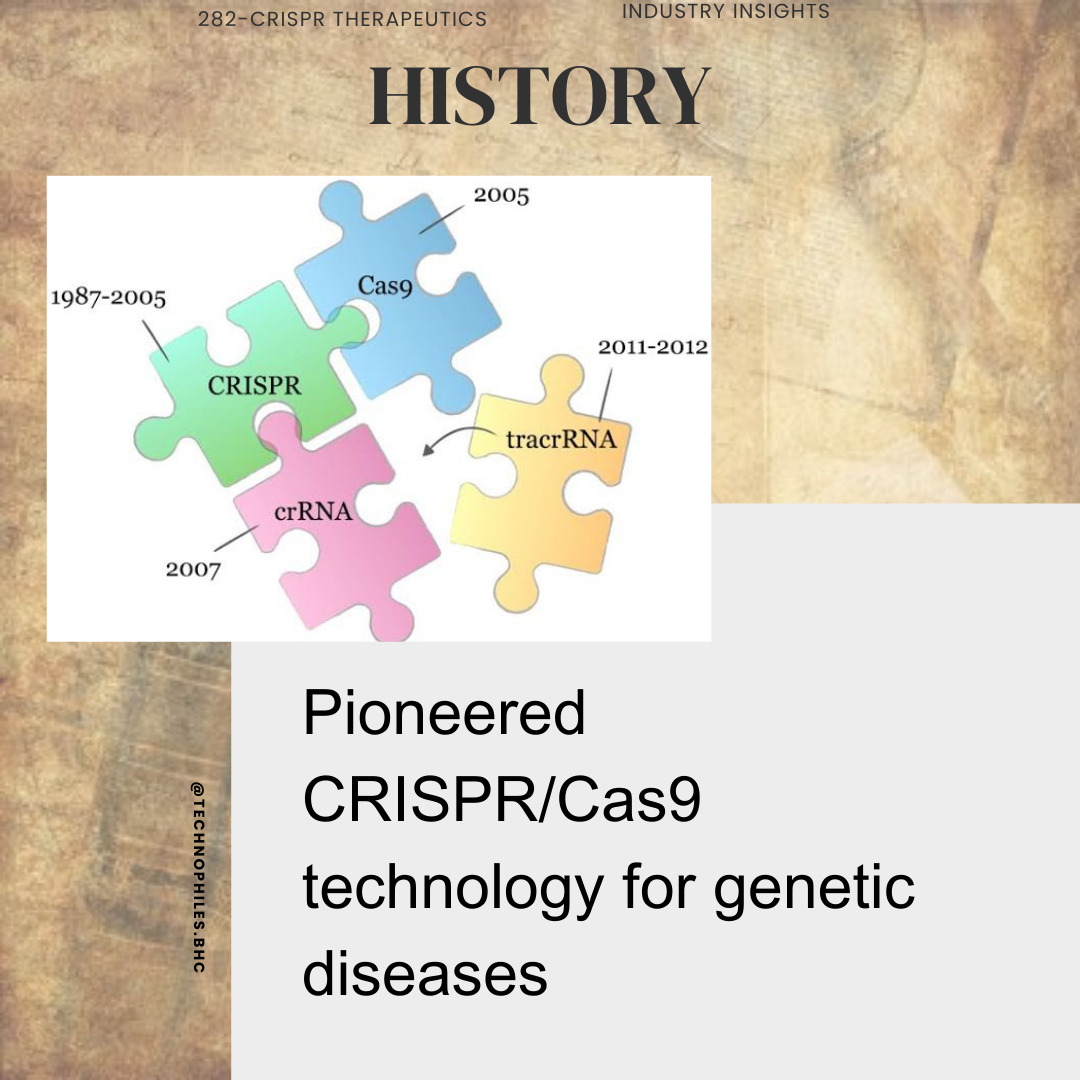 282-CRISPR THERAPEUTICS
INDUSTRY INSIGHTS
HISTORY
2005
Cas9
1987-2005
2011-2012
CRISPR
tracrRNA
crRNA
2007
Pioneered
CRISPR/Cas9
technology for genetic
diseases
@TECHNOPHILES.BHC